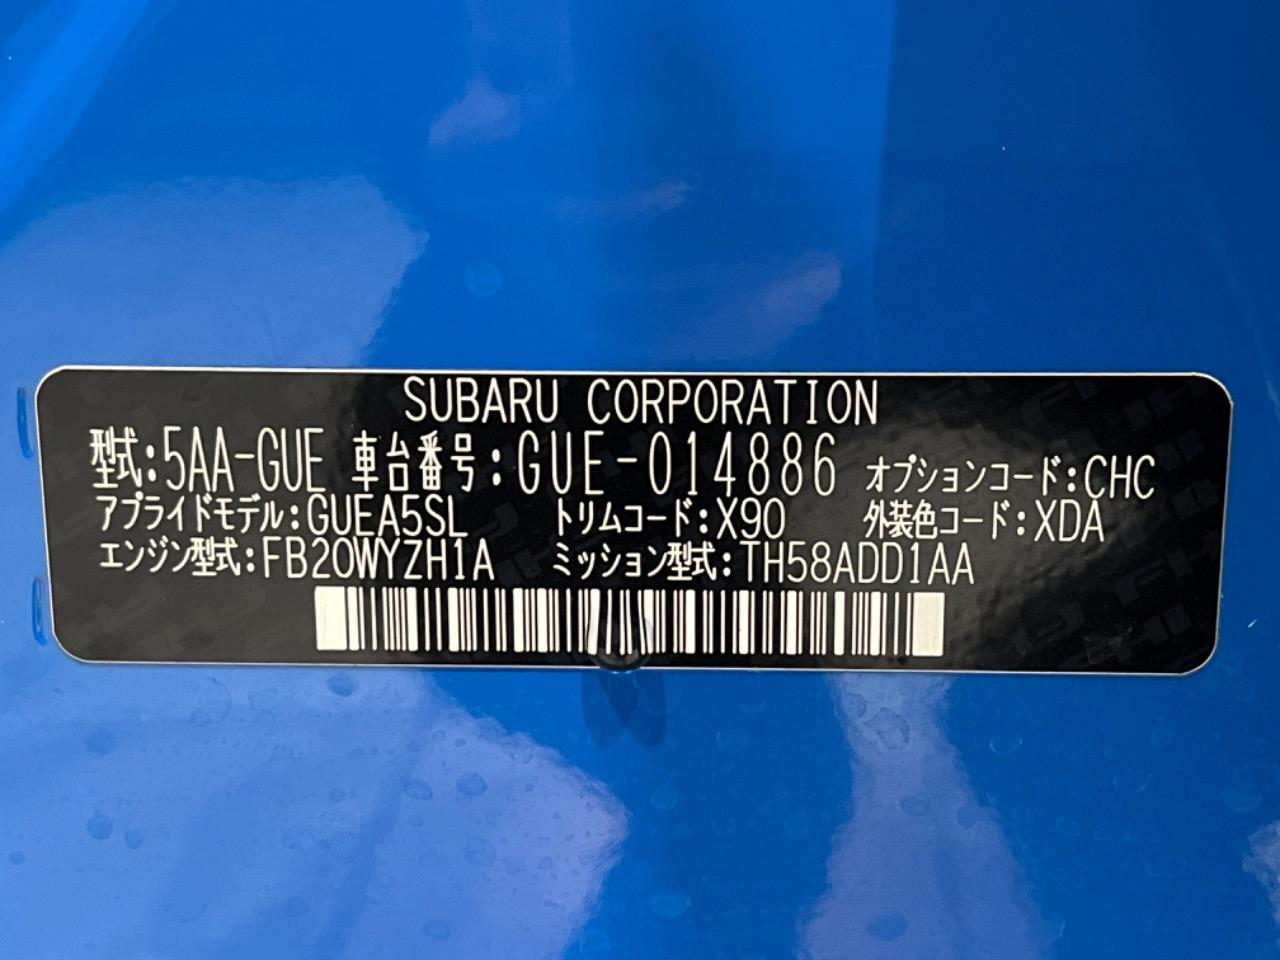 SUBARU CORPORATION
型式:5AA-GUE 車台番号:GUE-014886 オプションコード:CHC
アプライドモデル:GUEA5SL トリムコード:X90 外装色コード:XDA
エンジン型式:FB20WYZH1A ミッション型式:TH58ADD1AA